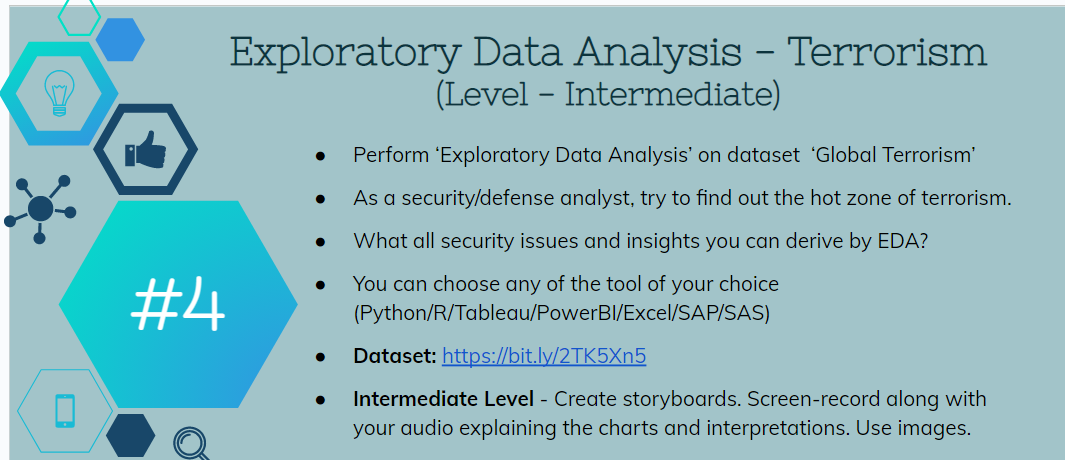 Exploratory Data Analysis - Terrorism
(Level - Intermediate)
● Perform ‘Exploratory Data Analysis’ on dataset ‘Global Terrorism’
● As a security/defense analyst, try to find out the hot zone of terrorism.
● What all security issues and insights you can derive by EDA?
● You can choose any of the tool of your choice
(Python/R/Tableau/PowerBI/Excel/SAP/SAS)
● Dataset: https://bit.ly/2TK5Xn5
● Intermediate Level - Create storyboards. Screen-record along with
your audio explaining the charts and interpretations. Use images.
#4